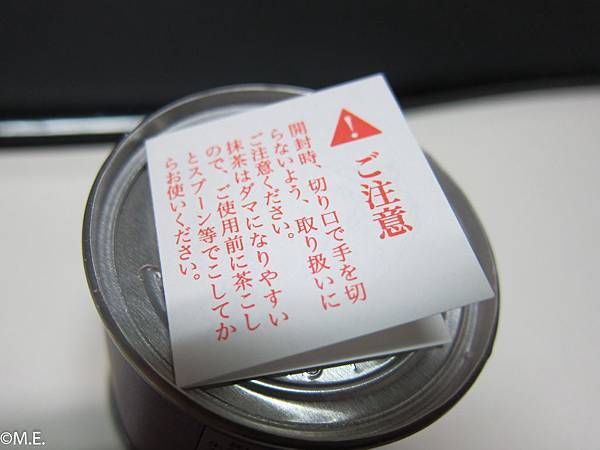 ご注意
開封時、切り口で手を切
らないよう、取り扱いに
ご注意ください。
抹茶はダマになりやすい
ので、ご使用前に茶こし
とスプーン等でこしてか
らお使いください。
©M.E.